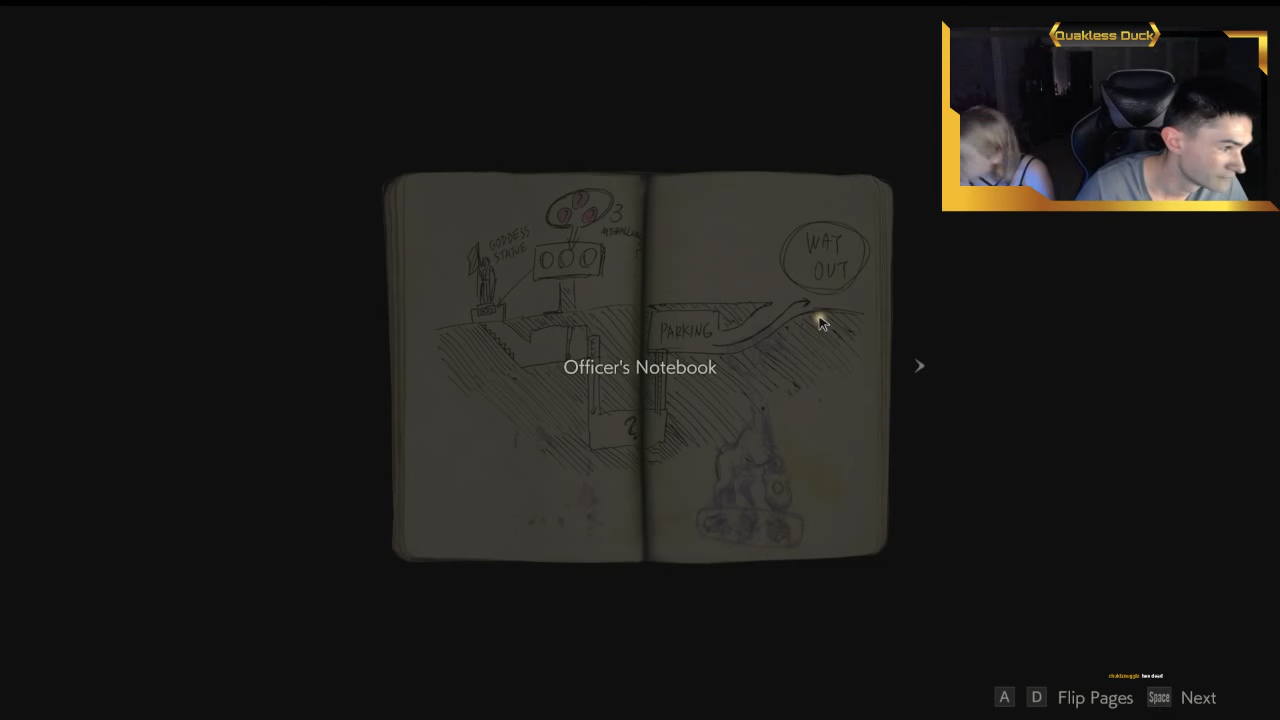 Quakless Duck
3
GODDESS
STATUE
WAY
OUT
PARKING
Officer's Notebook
?
A D Flip Pages Space Next